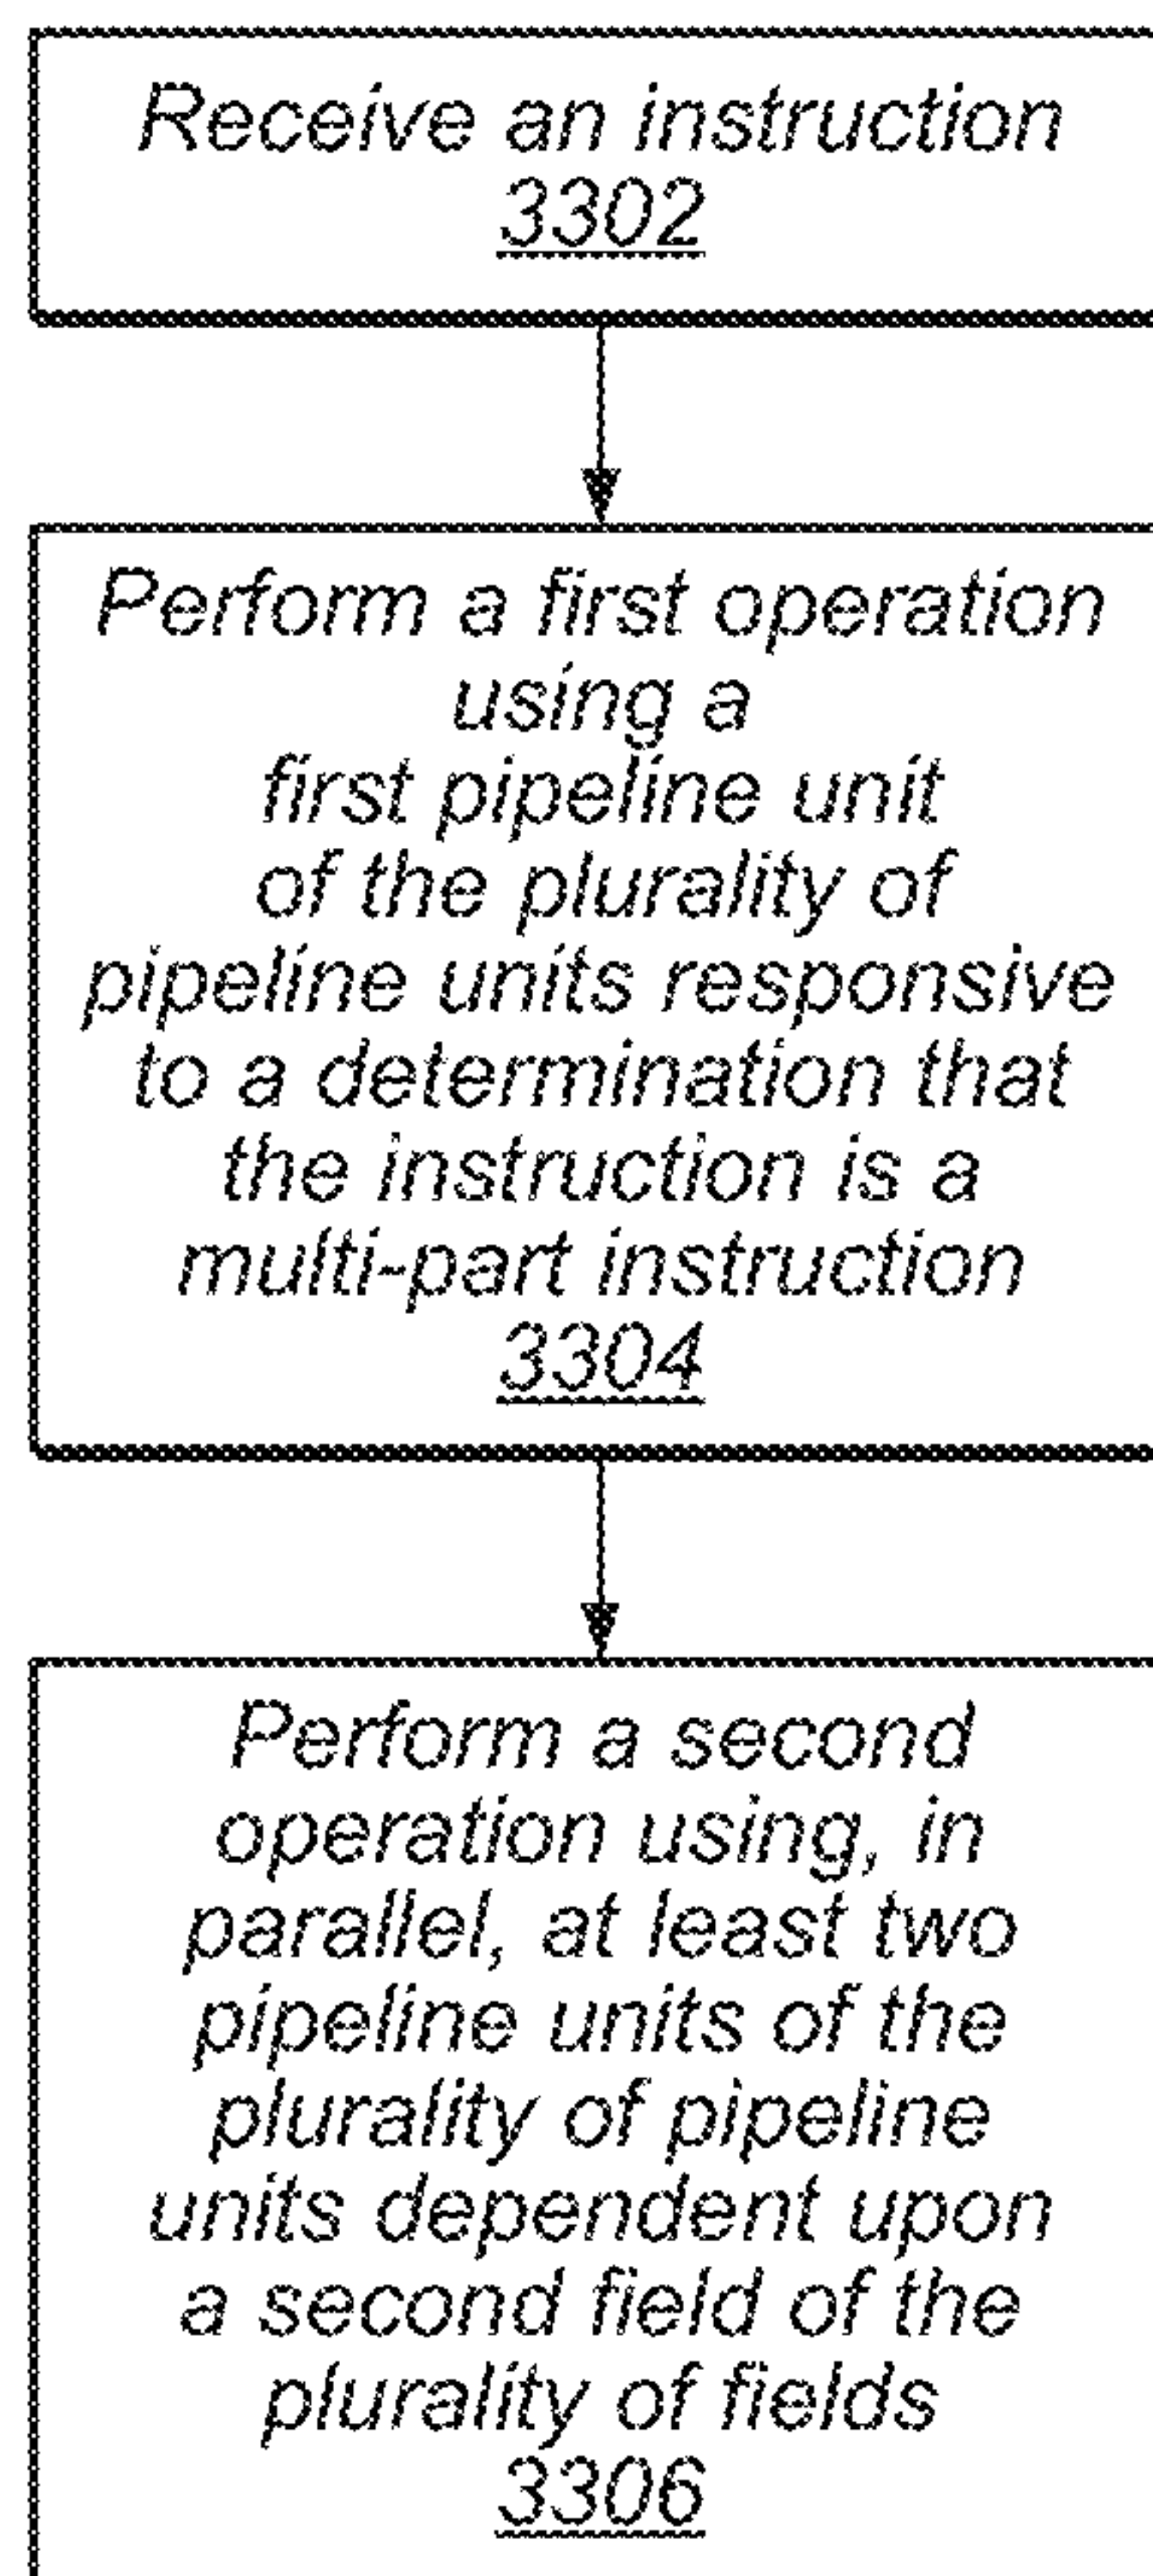 Receive an instruction
3302
Perform a first operation
using a
first pipeline unit
of the plurality of
pipeline units responsive
to a determination that
the instruction is a
multi-part instruction
3304
Perform a second
operation using, in
parallel, at least two
pipeline units of the
plurality of pipeline
units dependent upon
a second field of the
plurality of fields
3306